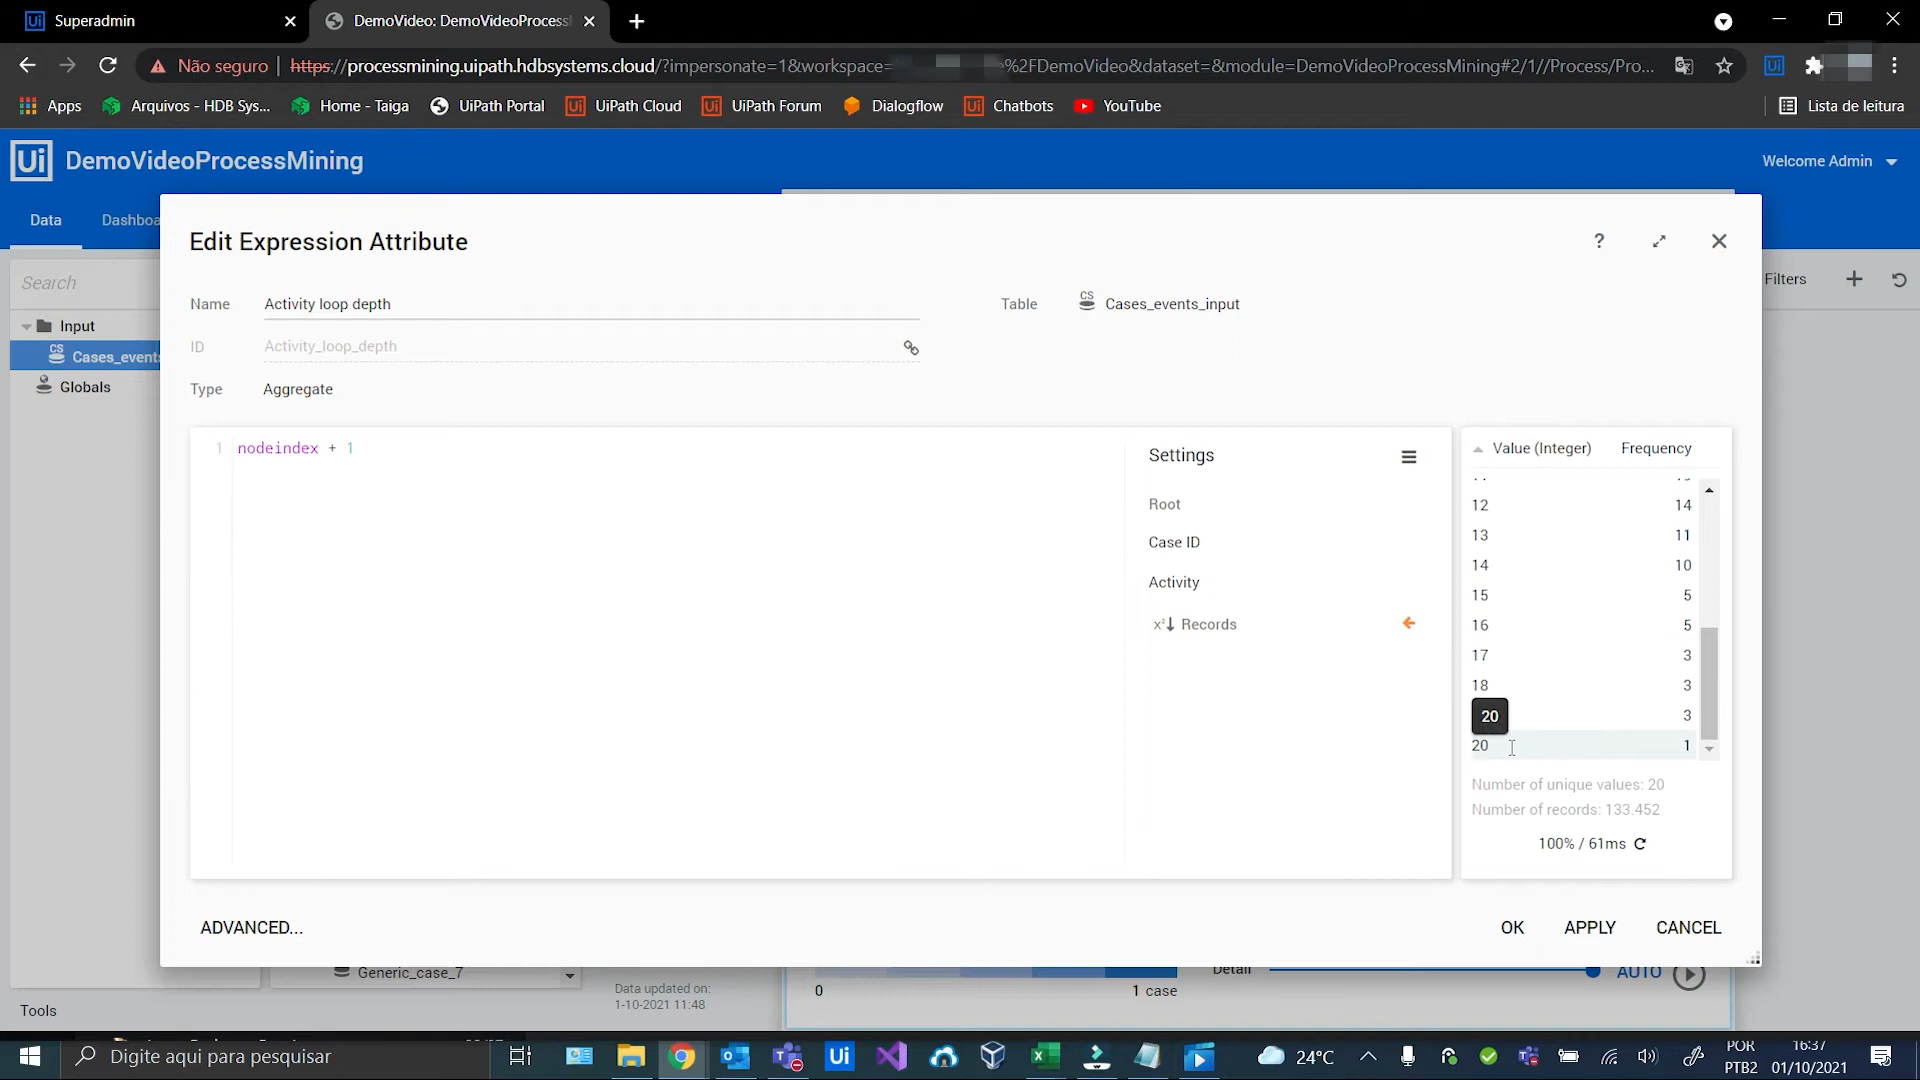 Superadmin
DemoVideo: DemoVideoProcess
Não seguro
https://processmining.uipath.hdbsystems.cloud/?impersonate=1&workspace=
%2FDemoVideo&dataset=&module=DemoVideoProcessMining#2/1//Process/Pro...
Apps
Arquivos - HDB Sys...
Home - Taiga
UiPath Portal
UiPath Cloud
UiPath Forum
Dialogflow
Chatbots
YouTube
Lista de leitura
Ui
DemoVideoProcessMining
Welcome Admin
Data
Dashboa
Edit Expression Attribute
?
Search
Name
Activity loop depth
Table
CS
Cases_events_input
Filters
Input
ID
Activity_loop_depth
CS
Cases_events
Globals
Type
Aggregate
1
nodeindex + 1
Settings
Root
Case ID
Activity
x² Records
Value (Integer)
Frequency
12
14
13
11
14
10
15
5
16
5
17
3
18
3
20
3
20
1
Number of unique values: 20
Number of records: 133.452
100% / 61ms
ADVANCED...
OK
APPLY
CANCEL
Generic_case_7
Data updated on:
1-10-2021 11:48
Detail
AUTO
0
1 case
Tools
Digite aqui para pesquisar
24°C
POR
PTB2
16:37
01/10/2021